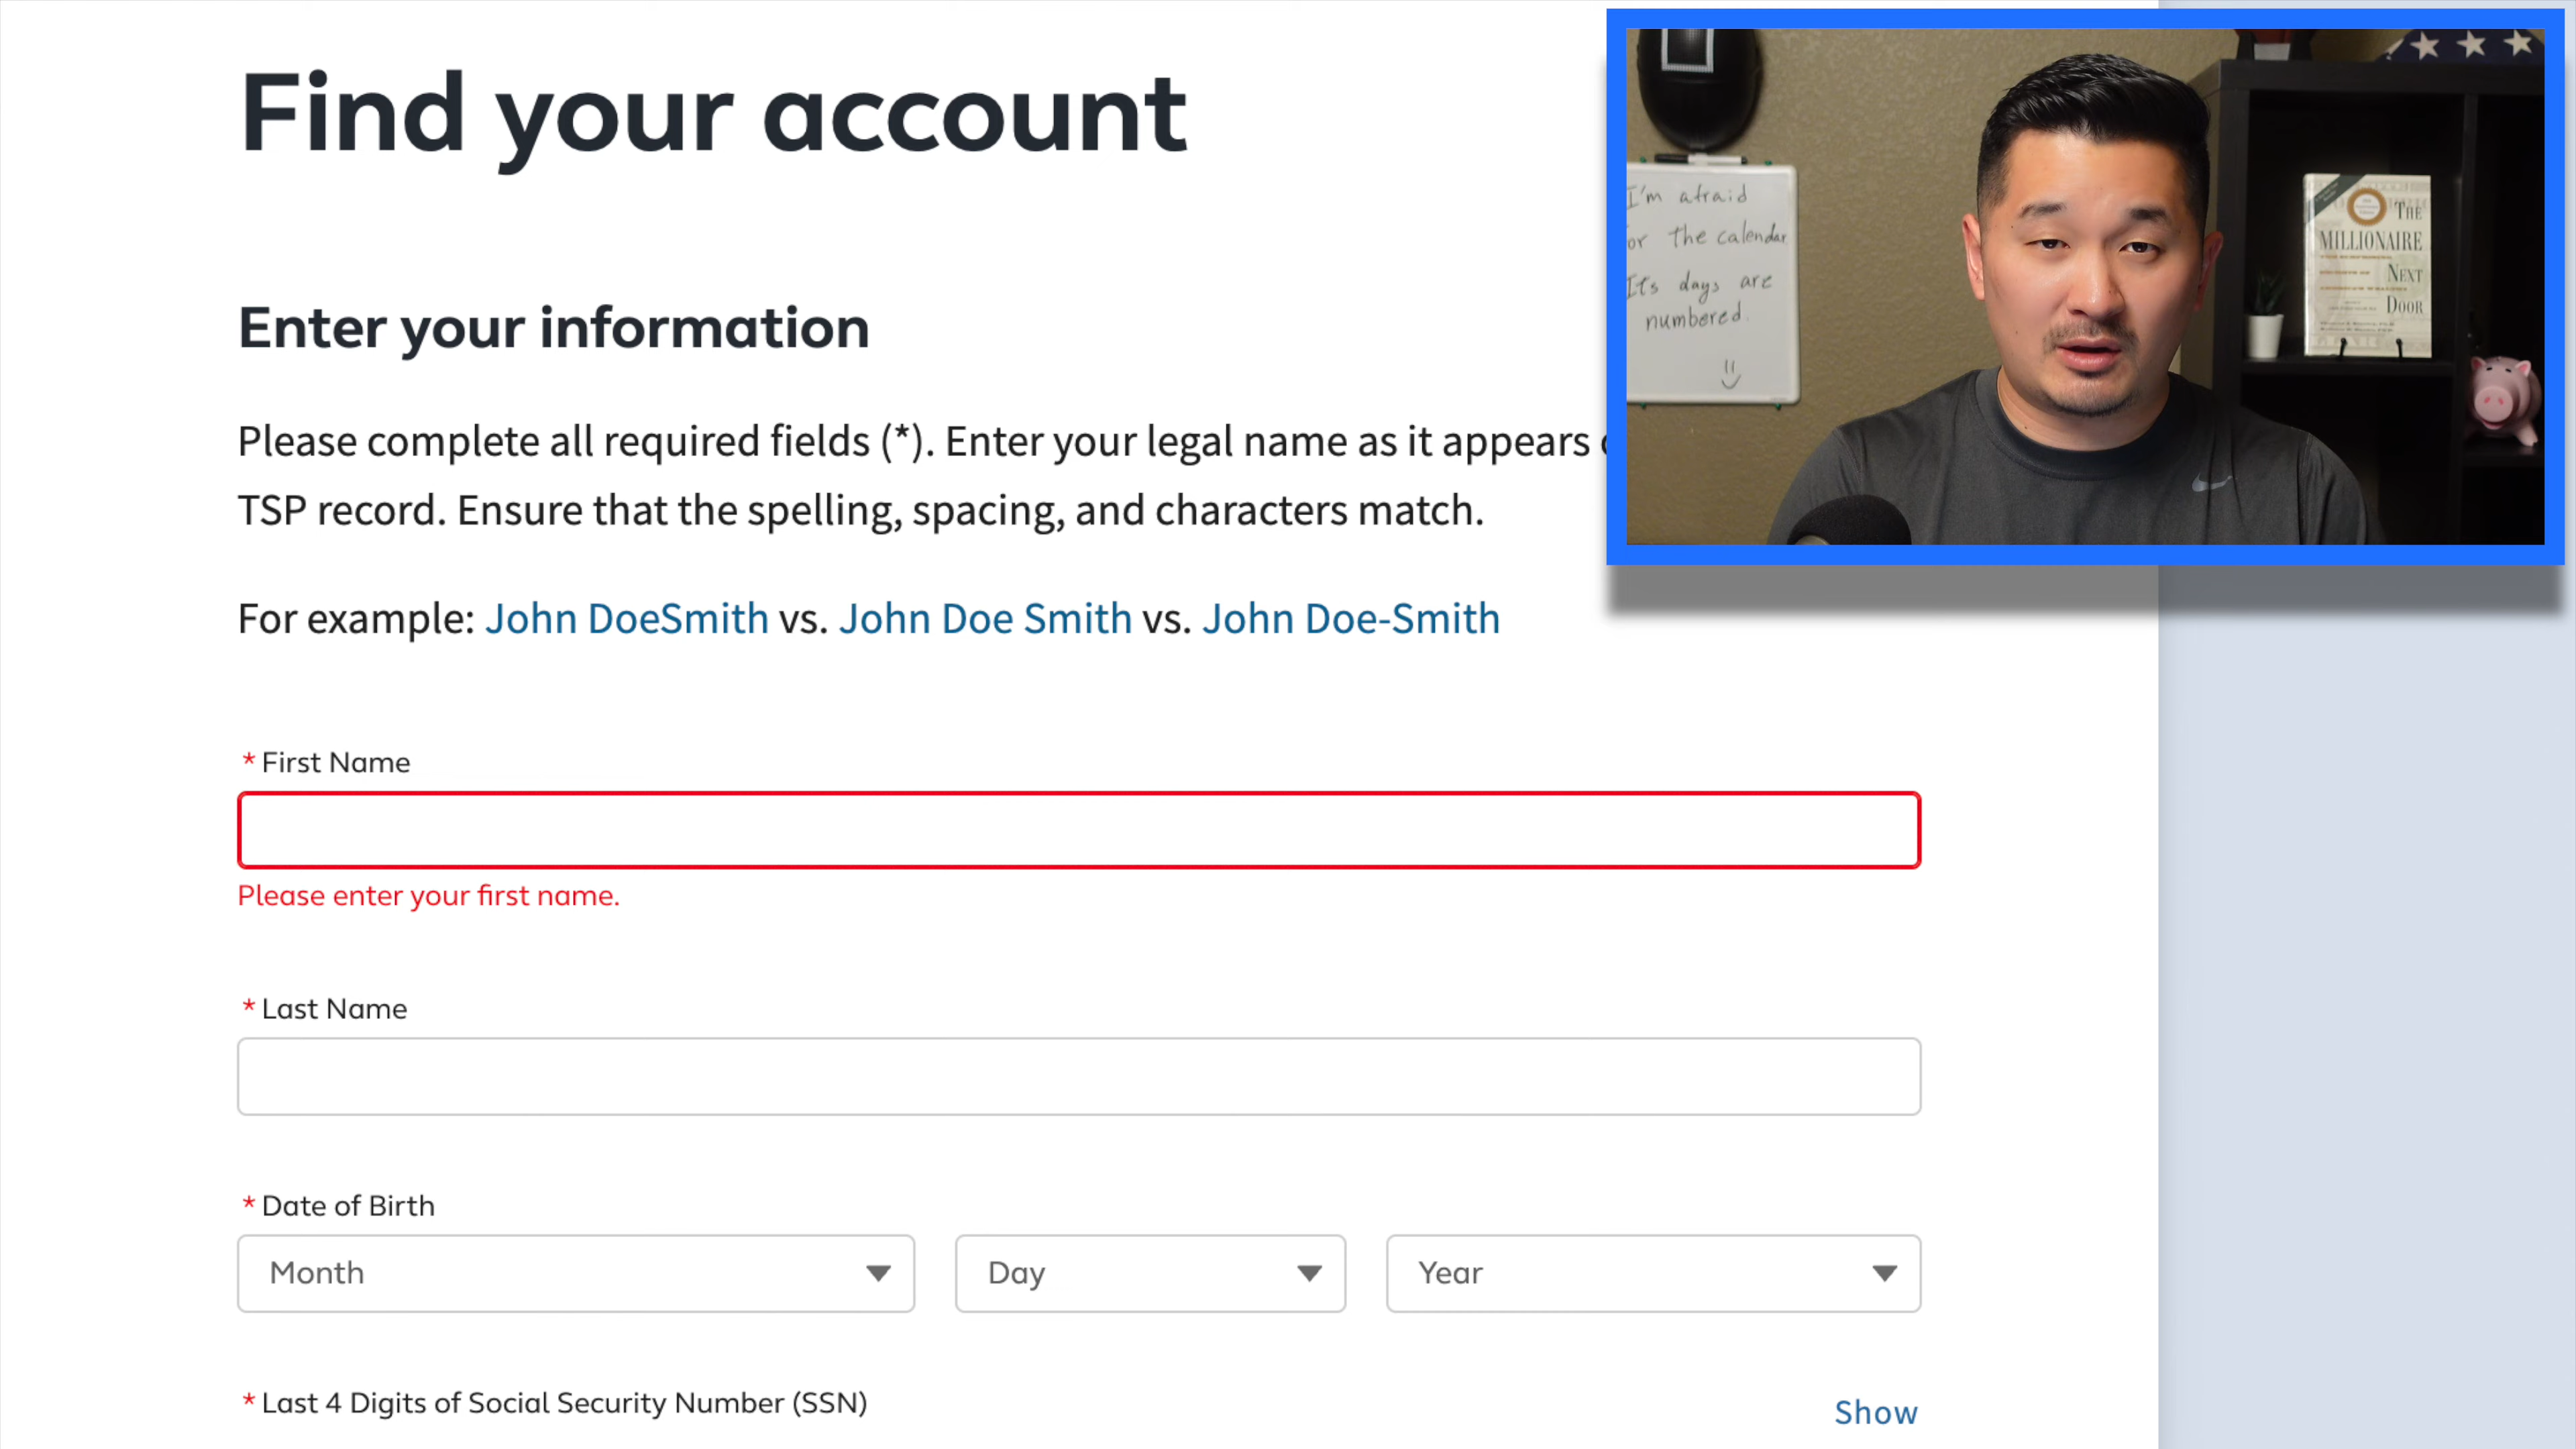 Find your account
Enter your information
Please complete all required fields (*). Enter your legal name as it appears
TSP record. Ensure that the spelling, spacing, and characters match.
For example: John DoeSmith vs. John Doe Smith vs. John Doe-Smith
* First Name
Please enter your first name.
* Last Name
* Date of Birth
Month
Day
Year
* Last 4 Digits of Social Security Number (SSN)
Show
I'm afraid
or the calendar
Its days are
numbered.
THE
MILLIONAIRE
NEXT
DOOR